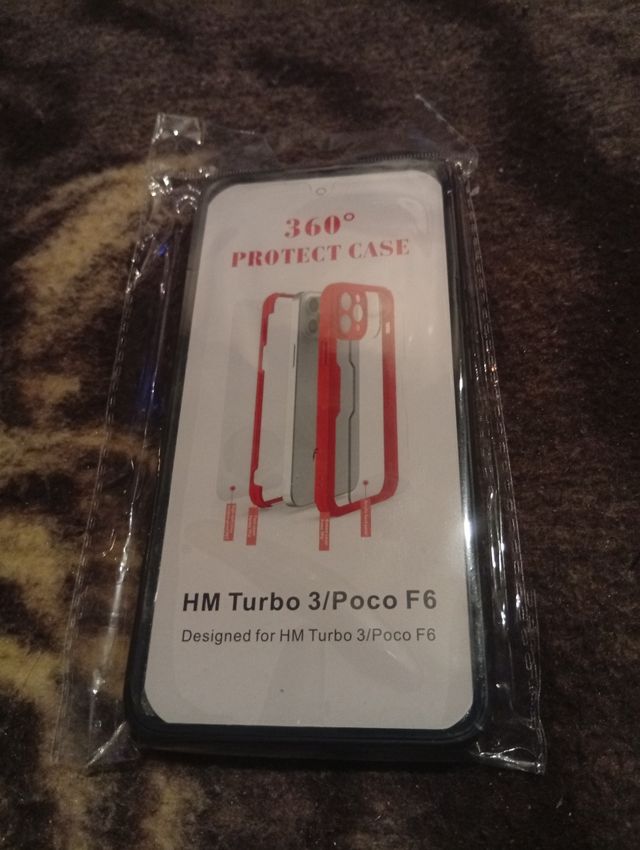 360°
PROTECT CASE
HM Turbo 3/Poco F6
Designed for HM Turbo 3/Poco F6